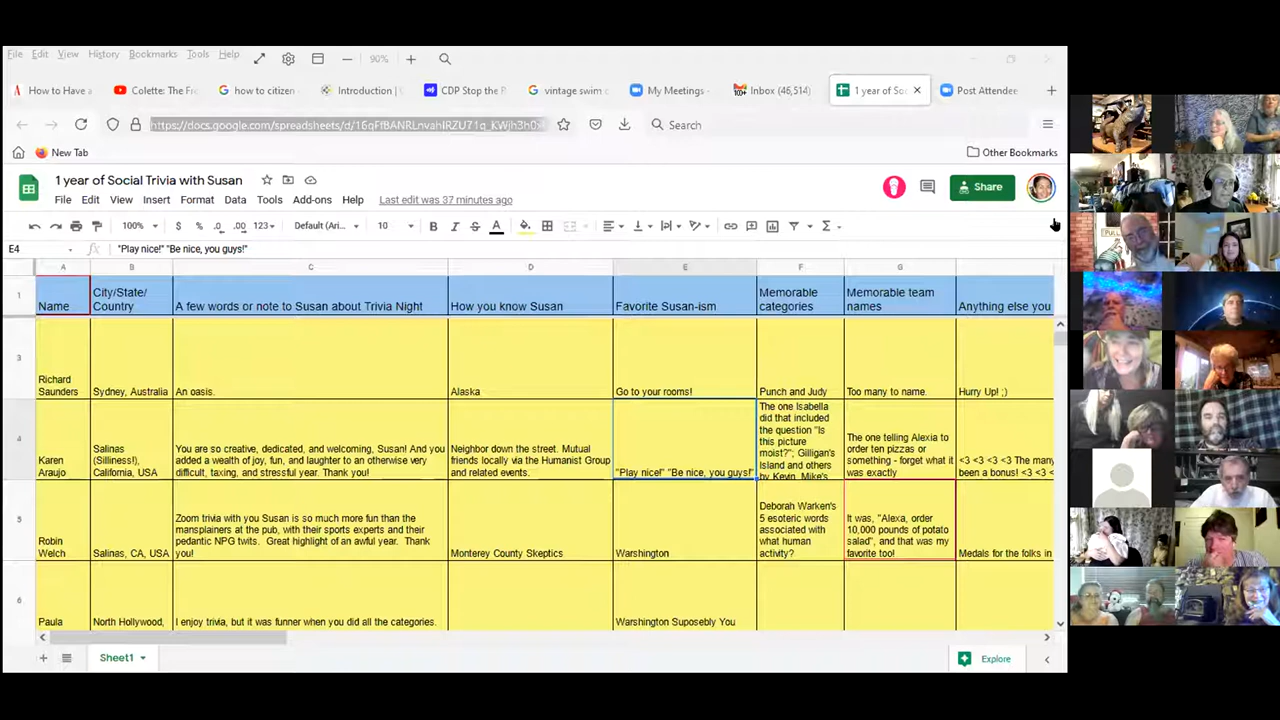 File Edit View History Bookmarks Tools Help 90%
How to Have a Colette: The Fr how to citizen Introduction | CDP Stop the P vintage swim c My Meetings - 100+ Inbox (46,514) 1 year of So Post Attendee
Search
New Tab Other Bookmarks
1 year of Social Trivia with Susan
Share
File Edit View Insert Format Data Tools Add-ons Help Last edit was 37 minutes ago
100% $ % .0 .00 123 Default (Ari... 10 B I S A
E4 fx "Play nice!" "Be nice, you guys!"
A B C D E F G
1 Name City/State/ Country A few words or note to Susan about Trivia Night How you know Susan Favorite Susan-ism Memorable categories Memorable team names Anything else you
3 Richard Saunders Sydney, Australia An oasis. Alaska Go to your rooms! Punch and Judy Too many to name. Hurry Up! ;)
4 Karen Araujo Salinas (Silliness!), California, USA You are so creative, dedicated, and welcoming, Susan! And you added a wealth of joy, fun, and laughter to an otherwise very difficult, taxing, and stressful year. Thank you! Neighbor down the street. Mutual friends locally via the Humanist Group and related events. "Play nice!" "Be nice, you guys!" The one Isabella did that included the question "Is this picture moist?"; Gilligan's Island and others by Kevin, Mike's The one telling Alexia to order ten pizzas or something - forget what it was exactly <3 <3 <3 The many been a bonus! <3 <3 <
5 Robin Welch Salinas, CA, USA Zoom trivia with you Susan is so much more fun than the mansplainers at the pub, with their sports experts and their pedantic NPG twits. Great highlight of an awful year. Thank you! Monterey County Skeptics Washington Deborah Warken's 5 esoteric words associated with what human activity? It was, "Alexa, order 10,000 pounds of potato salad", and that was my favorite too! Medals for the folks in
6 Paula North Hollywood, I enjoy trivia, but it was funner when you did all the categories. Warshington Suposebly You
Sheet1 Explore